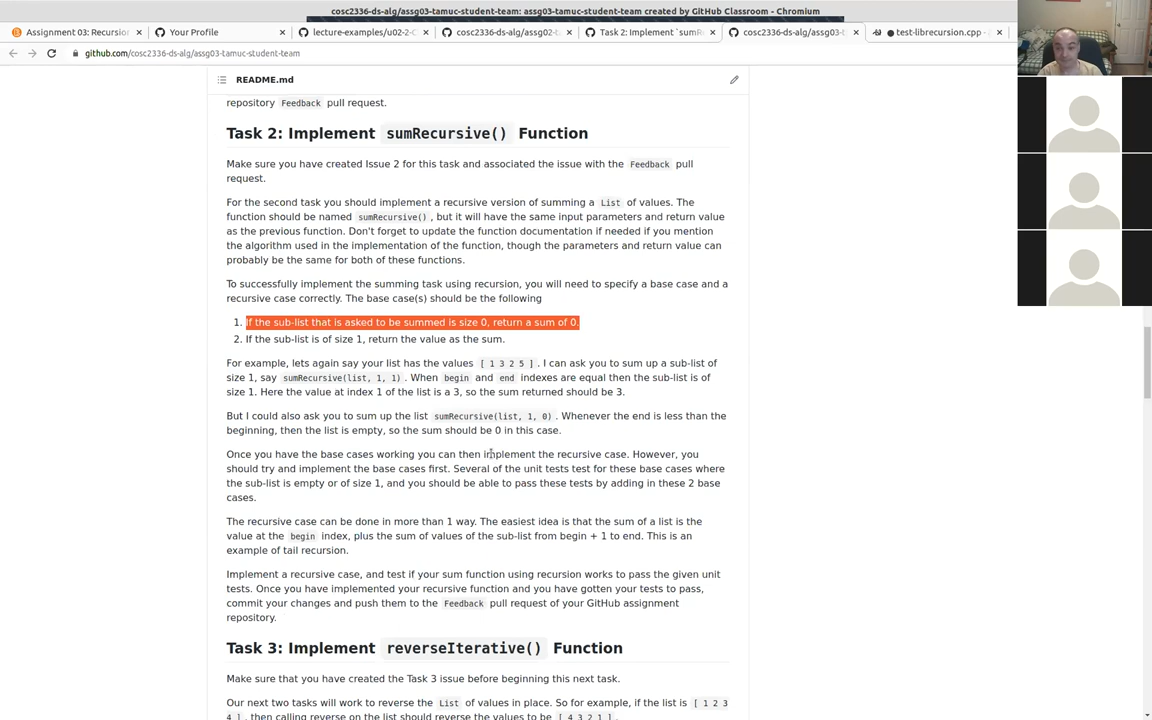 cosc2336-ds-alg/assg03-tamuc-student-team: assg03-tamuc-student-team created by GitHub Classroom - Chromium
Assignment 03: Recursion
Your Profile
lecture-examples/u02-2-C
cosc2336-ds-alg/assg02-t
Task 2: Implement `sumR
cosc2336-ds-alg/assg03-t
● test-librecursion.cpp -
github.com/cosc2336-ds-alg/assg03-tamuc-student-team
README.md
repository Feedback pull request.
Task 2: Implement sumRecursive() Function
Make sure you have created Issue 2 for this task and associated the issue with the Feedback pull
request.
For the second task you should implement a recursive version of summing a List of values. The
function should be named sumRecursive() , but it will have the same input parameters and return value
as the previous function. Don't forget to update the function documentation if needed if you mention
the algorithm used in the implementation of the function, though the parameters and return value can
probably be the same for both of these functions.
To successfully implement the summing task using recursion, you will need to specify a base case and a
recursive case correctly. The base case(s) should be the following
1. If the sub-list that is asked to be summed is size 0, return a sum of 0.
2. If the sub-list is of size 1, return the value as the sum.
For example, lets again say your list has the values [ 1 3 2 5 ] . I can ask you to sum up a sub-list of
size 1, say sumRecursive(list, 1, 1) . When begin and end indexes are equal then the sub-list is of
size 1. Here the value at index 1 of the list is a 3, so the sum returned should be 3.
But I could also ask you to sum up the list sumRecursive(list, 1, 0) . Whenever the end is less than the
beginning, then the list is empty, so the sum should be 0 in this case.
Once you have the base cases working you can then implement the recursive case. However, you
should try and implement the base cases first. Several of the unit tests test for these base cases where
the sub-list is empty or of size 1, and you should be able to pass these tests by adding in these 2 base
cases.
The recursive case can be done in more than 1 way. The easiest idea is that the sum of a list is the
value at the begin index, plus the sum of values of the sub-list from begin + 1 to end. This is an
example of tail recursion.
Implement a recursive case, and test if your sum function using recursion works to pass the given unit
tests. Once you have implemented your recursive function and you have gotten your tests to pass,
commit your changes and push them to the Feedback pull request of your GitHub assignment
repository.
Task 3: Implement reverseIterative() Function
Make sure that you have created the Task 3 issue before beginning this next task.
Our next two tasks will work to reverse the List of values in place. So for example, if the list is [ 1 2 3
4 ] , then calling reverse on the list should reverse the values to be [ 4 3 2 1 ] .